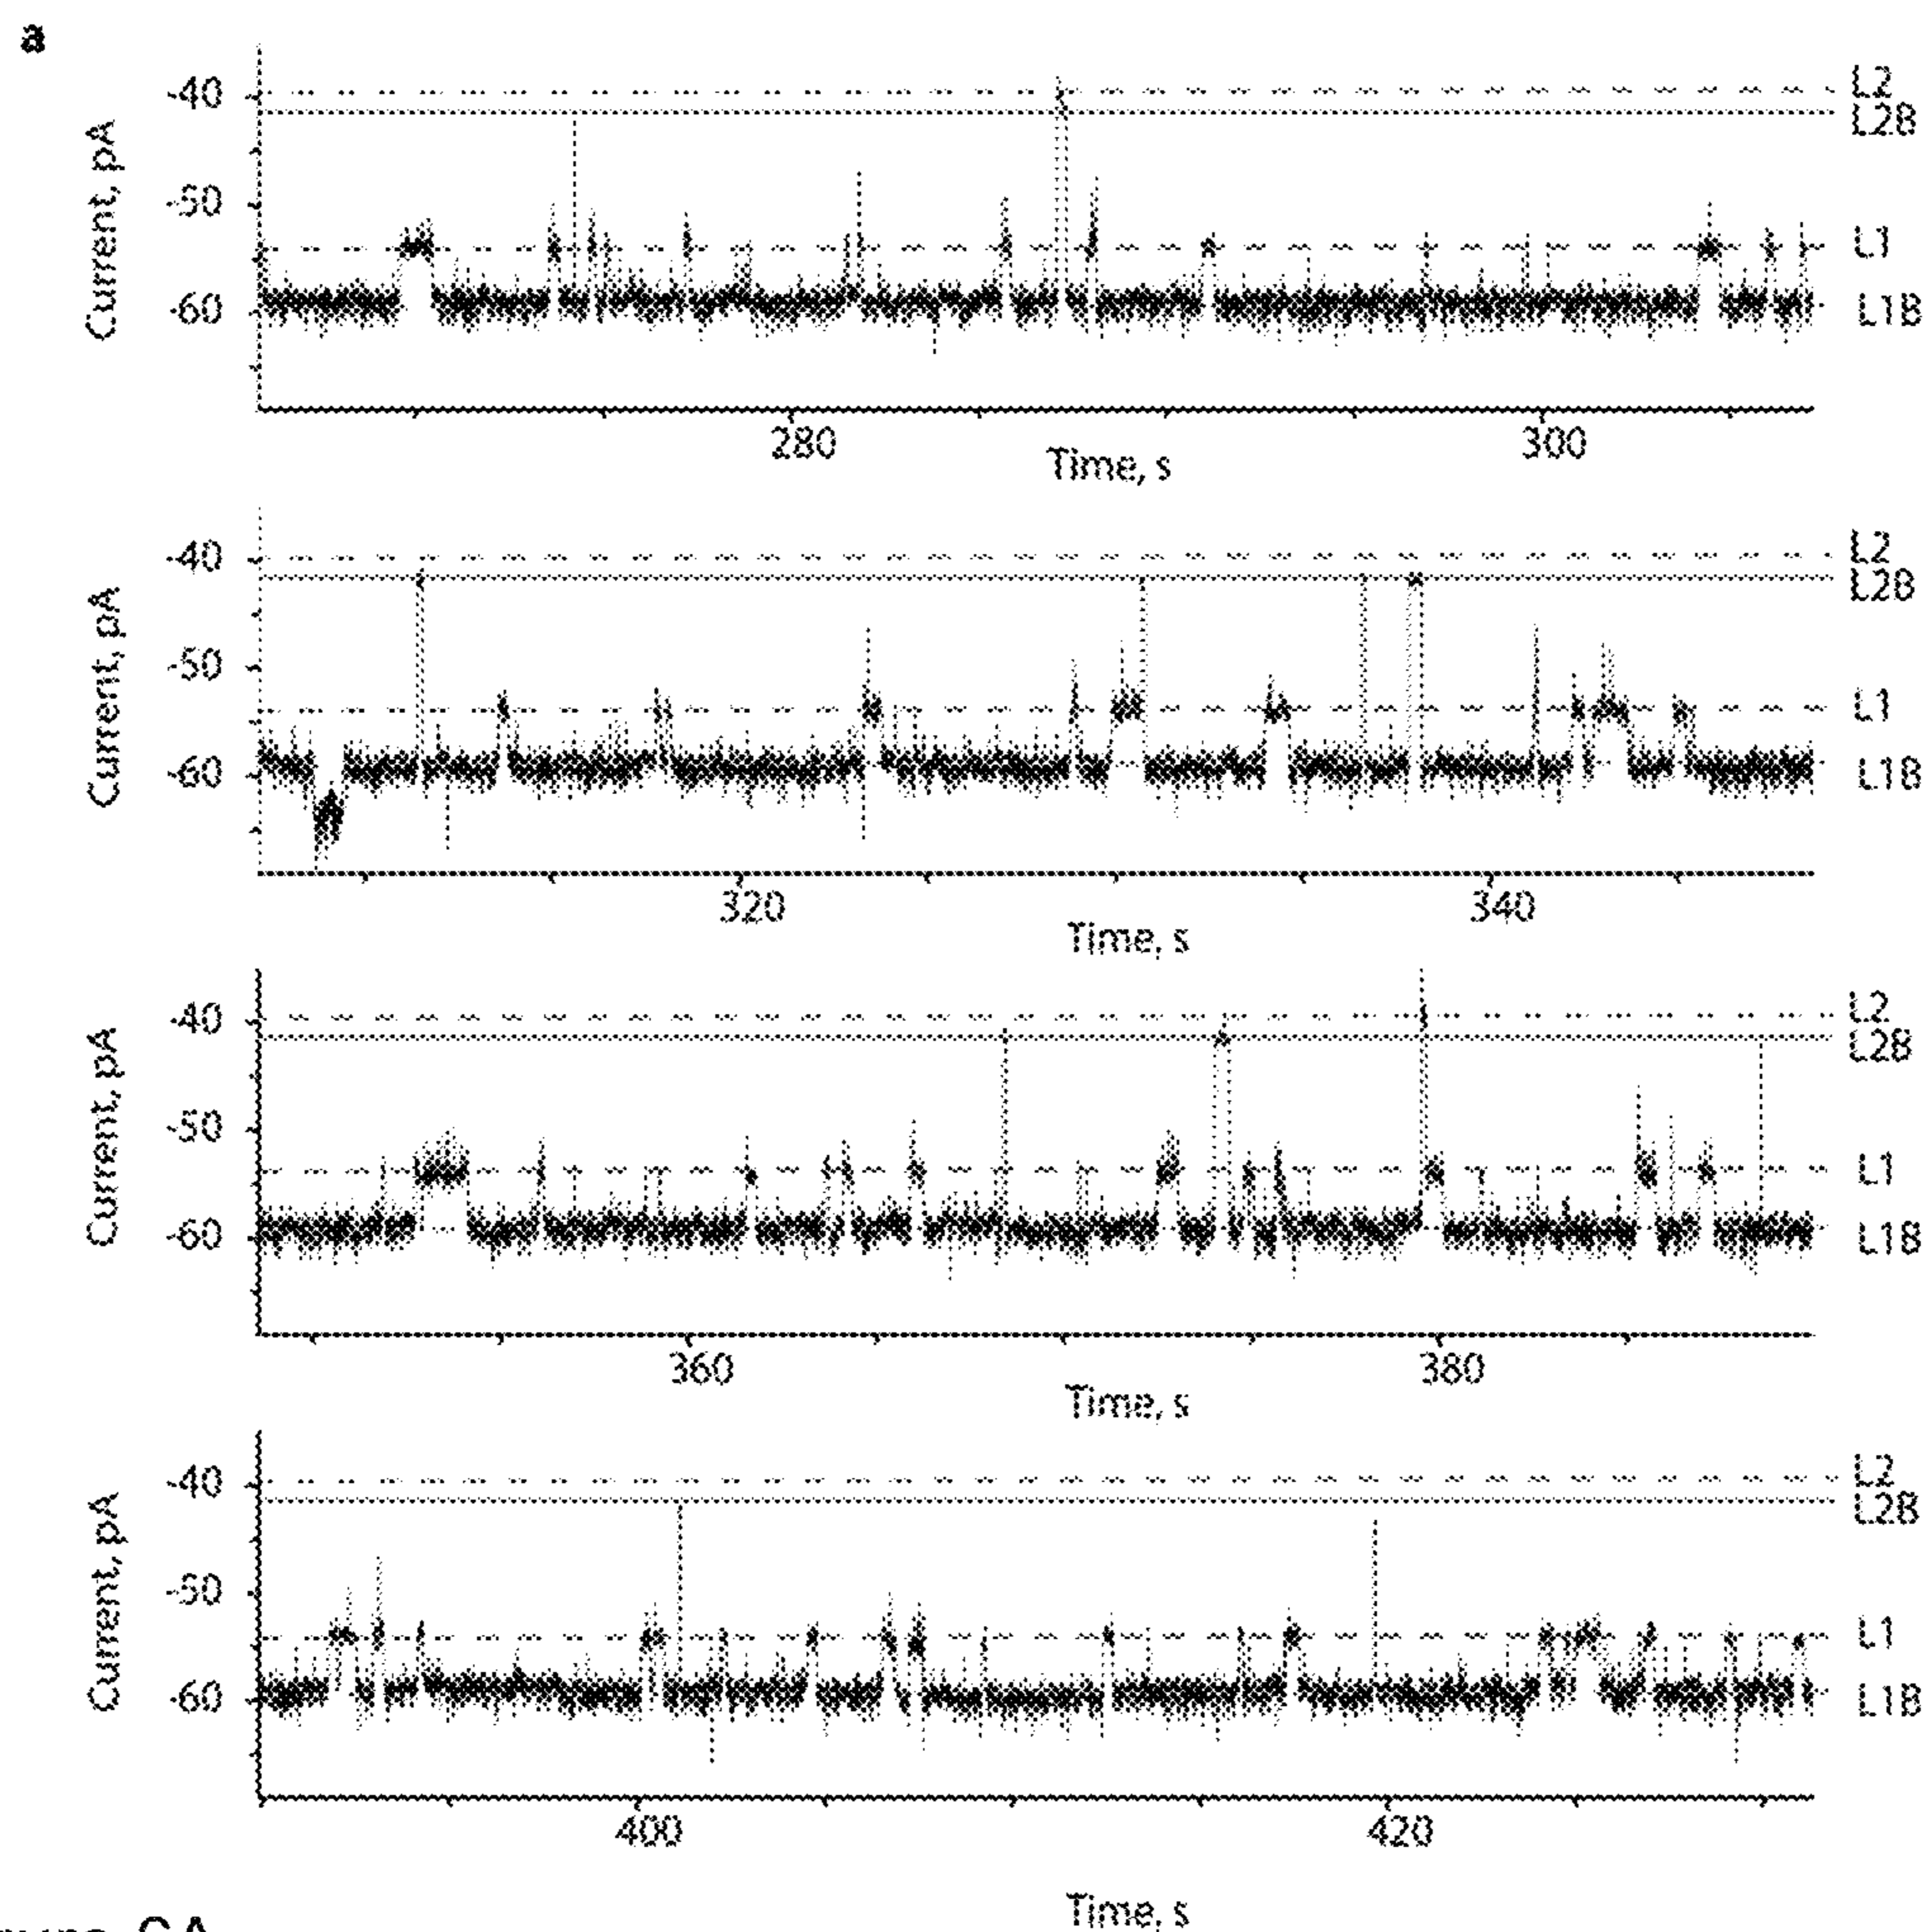 a
-40
-50
-60
Current, pA
L2
L2B
L1
L1B
280
300
Time, s
-40
-50
-60
Current, pA
L2
L2B
L1
L1B
320
340
Time, s
-40
-50
-60
Current, pA
L2
L2B
L1
L1B
360
380
Time, s
-40
-50
-60
Current, pA
L2
L2B
L1
L1B
400
420
Time, s